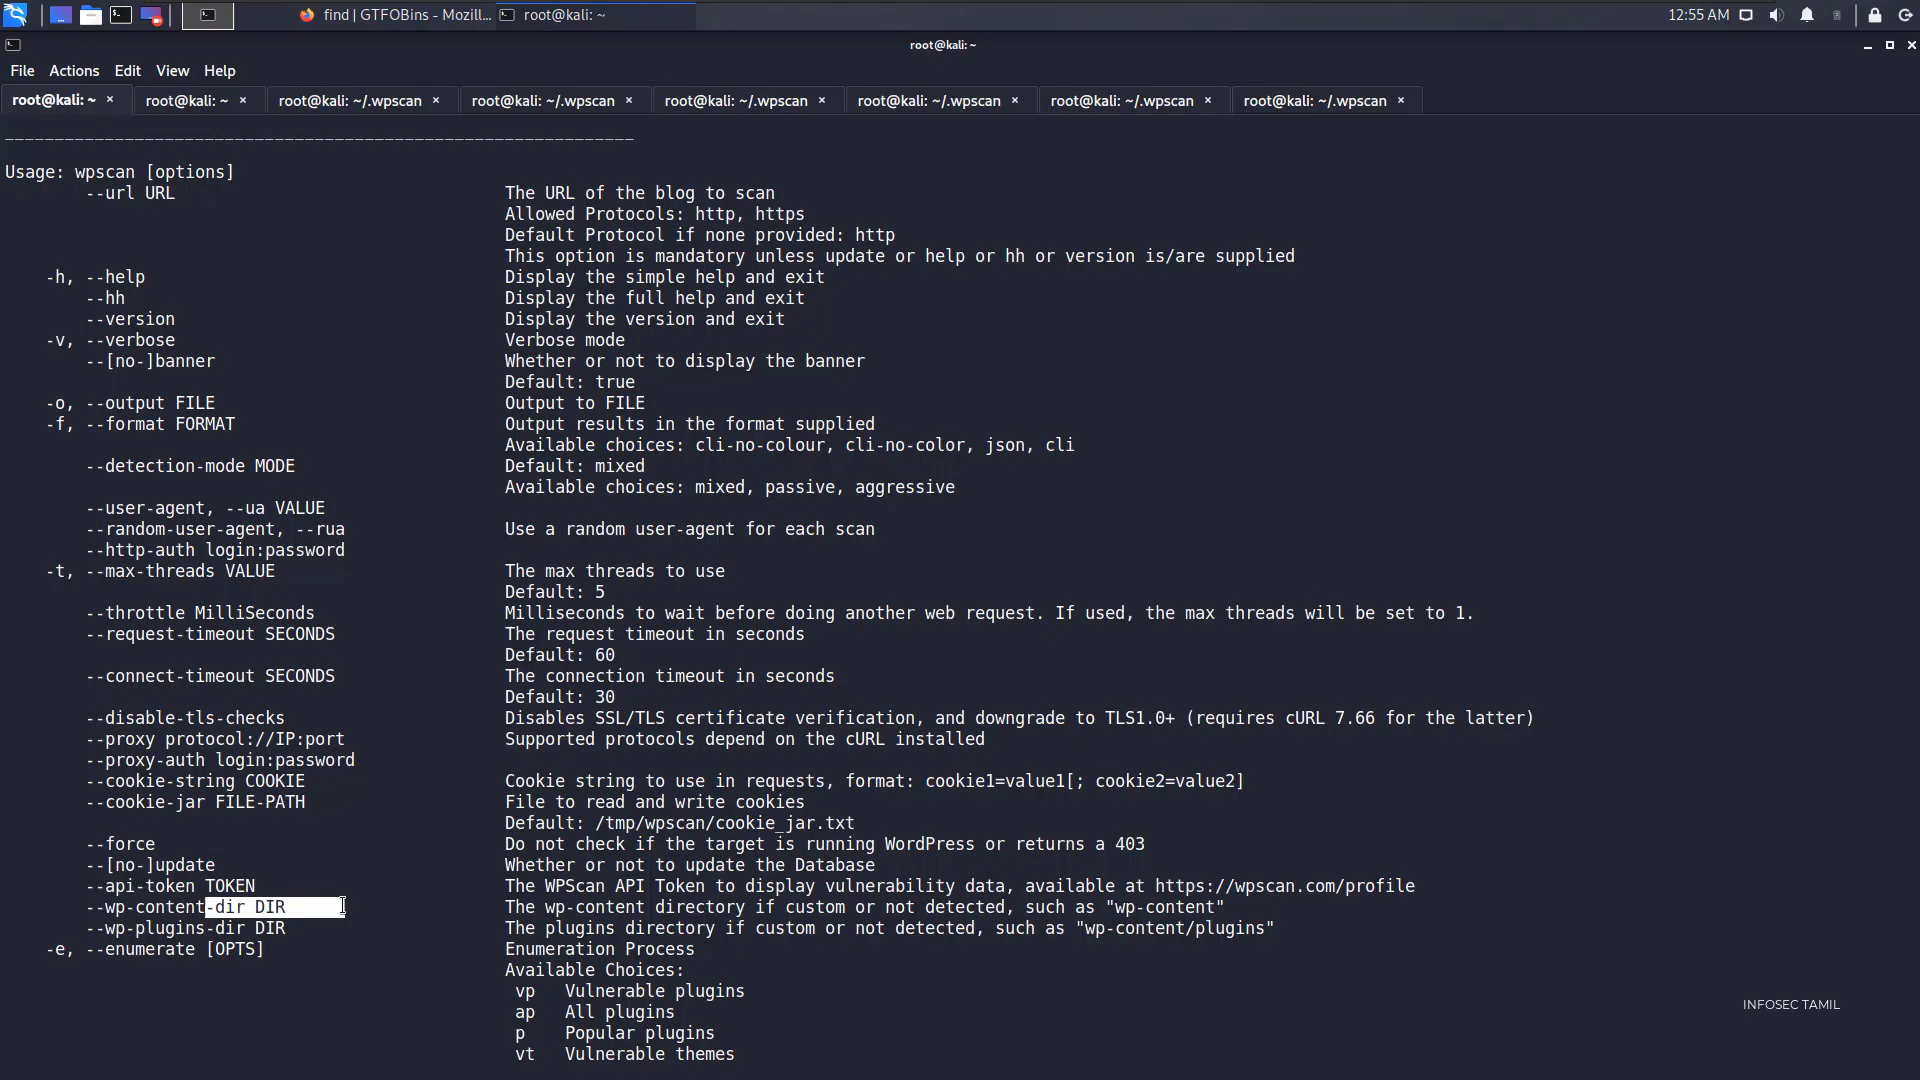 find | GTFOBins - Mozill...
root@kali: ~
12:55 AM
root@kali: ~
File Actions Edit View Help
root@kali: ~ × root@kali: ~ × root@kali: ~/.wpscan × root@kali: ~/.wpscan × root@kali: ~/.wpscan × root@kali: ~/.wpscan × root@kali: ~/.wpscan × root@kali: ~/.wpscan ×
_______________________________________________________________
Usage: wpscan [options]
--url URL The URL of the blog to scan
Allowed Protocols: http, https
Default Protocol if none provided: http
This option is mandatory unless update or help or hh or version is/are supplied
-h, --help Display the simple help and exit
--hh Display the full help and exit
--version Display the version and exit
-v, --verbose Verbose mode
--[no-]banner Whether or not to display the banner
Default: true
-o, --output FILE Output to FILE
-f, --format FORMAT Output results in the format supplied
Available choices: cli-no-colour, cli-no-color, json, cli
--detection-mode MODE Default: mixed
Available choices: mixed, passive, aggressive
--user-agent, --ua VALUE
--random-user-agent, --rua Use a random user-agent for each scan
--http-auth login:password
-t, --max-threads VALUE The max threads to use
Default: 5
--throttle MilliSeconds Milliseconds to wait before doing another web request. If used, the max threads will be set to 1.
--request-timeout SECONDS The request timeout in seconds
Default: 60
--connect-timeout SECONDS The connection timeout in seconds
Default: 30
--disable-tls-checks Disables SSL/TLS certificate verification, and downgrade to TLS1.0+ (requires cURL 7.66 for the latter)
--proxy protocol://IP:port Supported protocols depend on the cURL installed
--proxy-auth login:password
--cookie-string COOKIE Cookie string to use in requests, format: cookie1=value1[; cookie2=value2]
--cookie-jar FILE-PATH File to read and write cookies
Default: /tmp/wpscan/cookie_jar.txt
--force Do not check if the target is running WordPress or returns a 403
--[no-]update Whether or not to update the Database
--api-token TOKEN The WPScan API Token to display vulnerability data, available at https://wpscan.com/profile
--wp-content-dir DIR The wp-content directory if custom or not detected, such as "wp-content"
--wp-plugins-dir DIR The plugins directory if custom or not detected, such as "wp-content/plugins"
-e, --enumerate [OPTS] Enumeration Process
Available Choices:
vp Vulnerable plugins
ap All plugins
p Popular plugins
vt Vulnerable themes
INFOSEC TAMIL